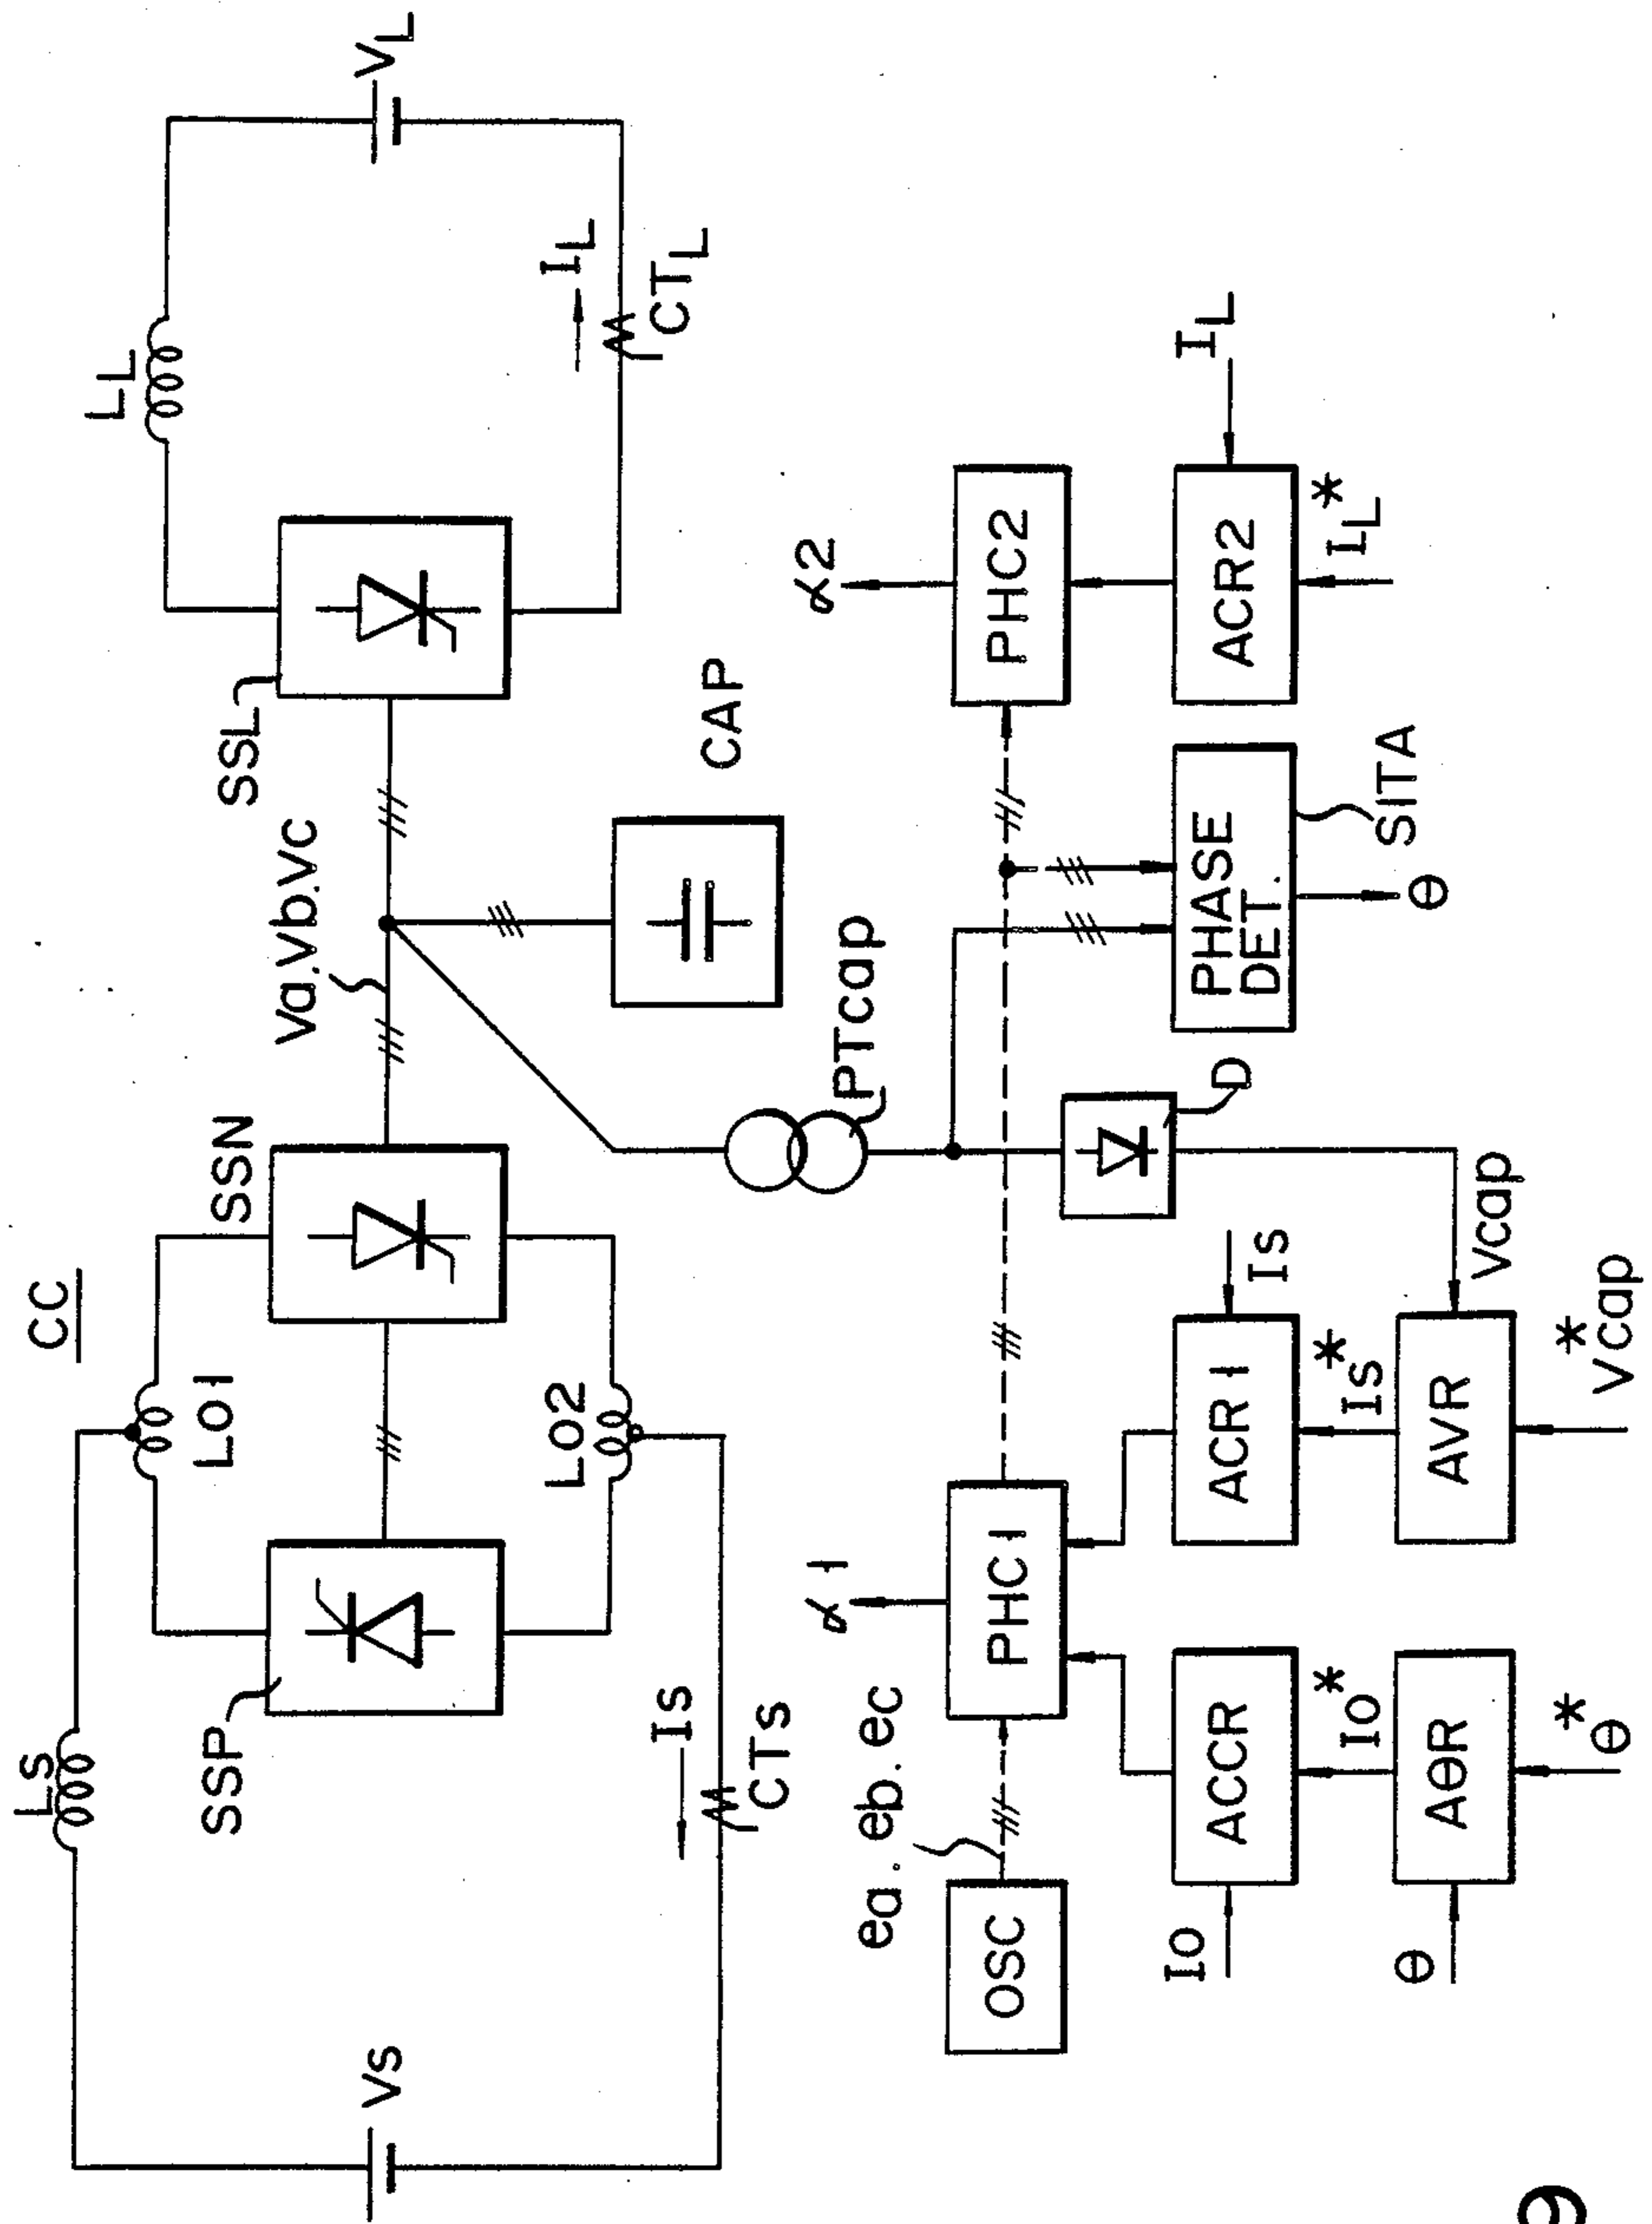 CC
Ls
LO1
SSN
Va.Vb.Vc
SSL
LL
VL
Vs
SSP
Is
CTs
LO2
CAP
IL
CTL
PTcap
ea.eb.ec
OSC
α1
PHC1
α2
PHC2
D
IO
ACCR
ACR1
Is
PHASE
DET.
SITA
θ
ACR2
IL
IL*
IO*
Is*
θ
AθR
AVR
Vcap
θ*
Vcap*
9